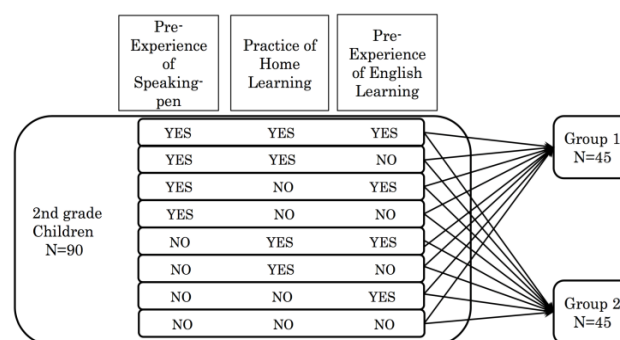 Pre-
Experience
of
Speaking-
pen
Practice of
Home
Learning
Pre-
Experience
of English
Learning
2nd grade
Children
N=90
YES YES YES
YES YES NO
YES NO YES
YES NO NO
NO YES YES
NO YES NO
NO NO YES
NO NO NO
Group 1
N=45
Group 2
N=45